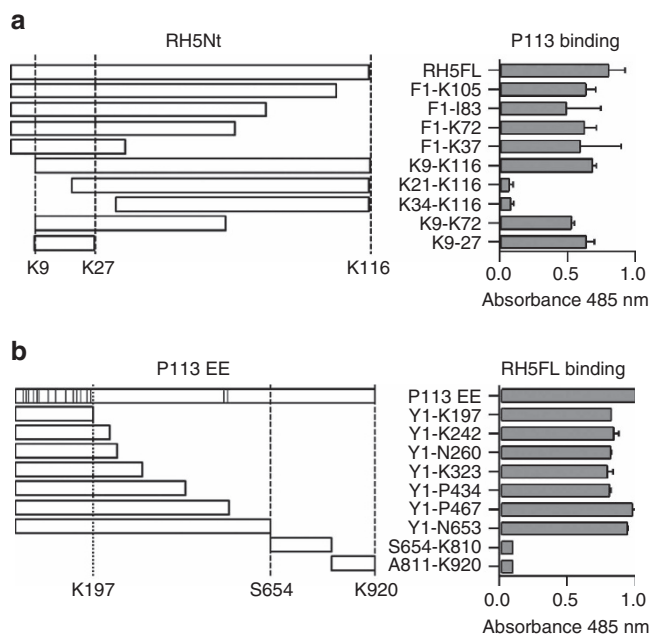 a
RH5Nt
P113 binding
RH5FL
F1-K105
F1-I83
F1-K72
F1-K37
K9-K116
K21-K116
K34-K116
K9-K72
K9-27
K9 K27 K116
0.0 0.5 1.0
Absorbance 485 nm
b
P113 EE
RH5FL binding
P113 EE
Y1-K197
Y1-K242
Y1-N260
Y1-K323
Y1-P434
Y1-P467
Y1-N653
S654-K810
A811-K920
K197 S654 K920
0.0 0.5 1.0
Absorbance 485 nm